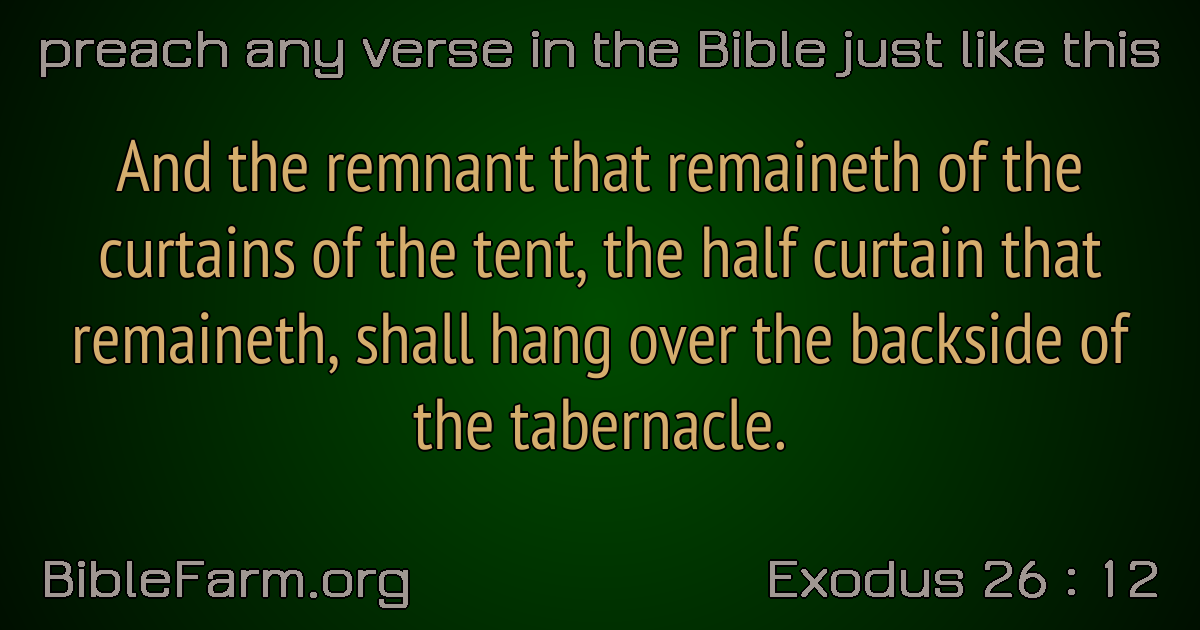 preach any verse in the Bible just like this
And the remnant that remaineth of the
curtains of the tent, the half curtain that
remaineth, shall hang over the backside of
the tabernacle.
BibleFarm.org
Exodus 26 : 12